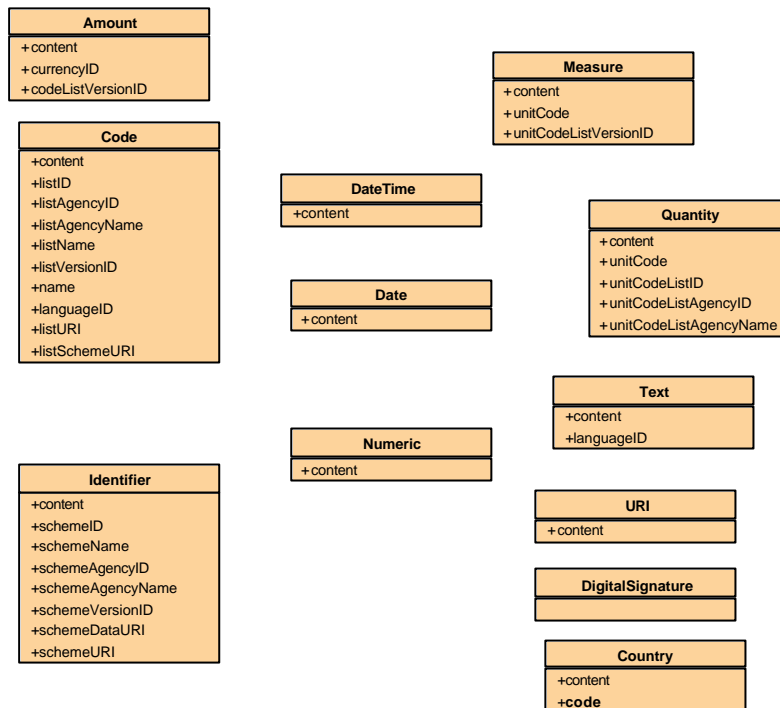 Amount
+content
+currencyID
+codeListVersionID
Code
+content
+listID
+listAgencyID
+listAgencyName
+listName
+listVersionID
+name
+languageID
+listURI
+listSchemeURI
Identifier
+content
+schemeID
+schemeName
+schemeAgencyID
+schemeAgencyName
+schemeVersionID
+schemeDataURI
+schemeURI
DateTime
+content
Date
+content
Numeric
+content
Measure
+content
+unitCode
+unitCodeListVersionID
Quantity
+content
+unitCode
+unitCodeListID
+unitCodeListAgencyID
+unitCodeListAgencyName
Text
+content
+languageID
URI
+content
DigitalSignature
Country
+content
+code